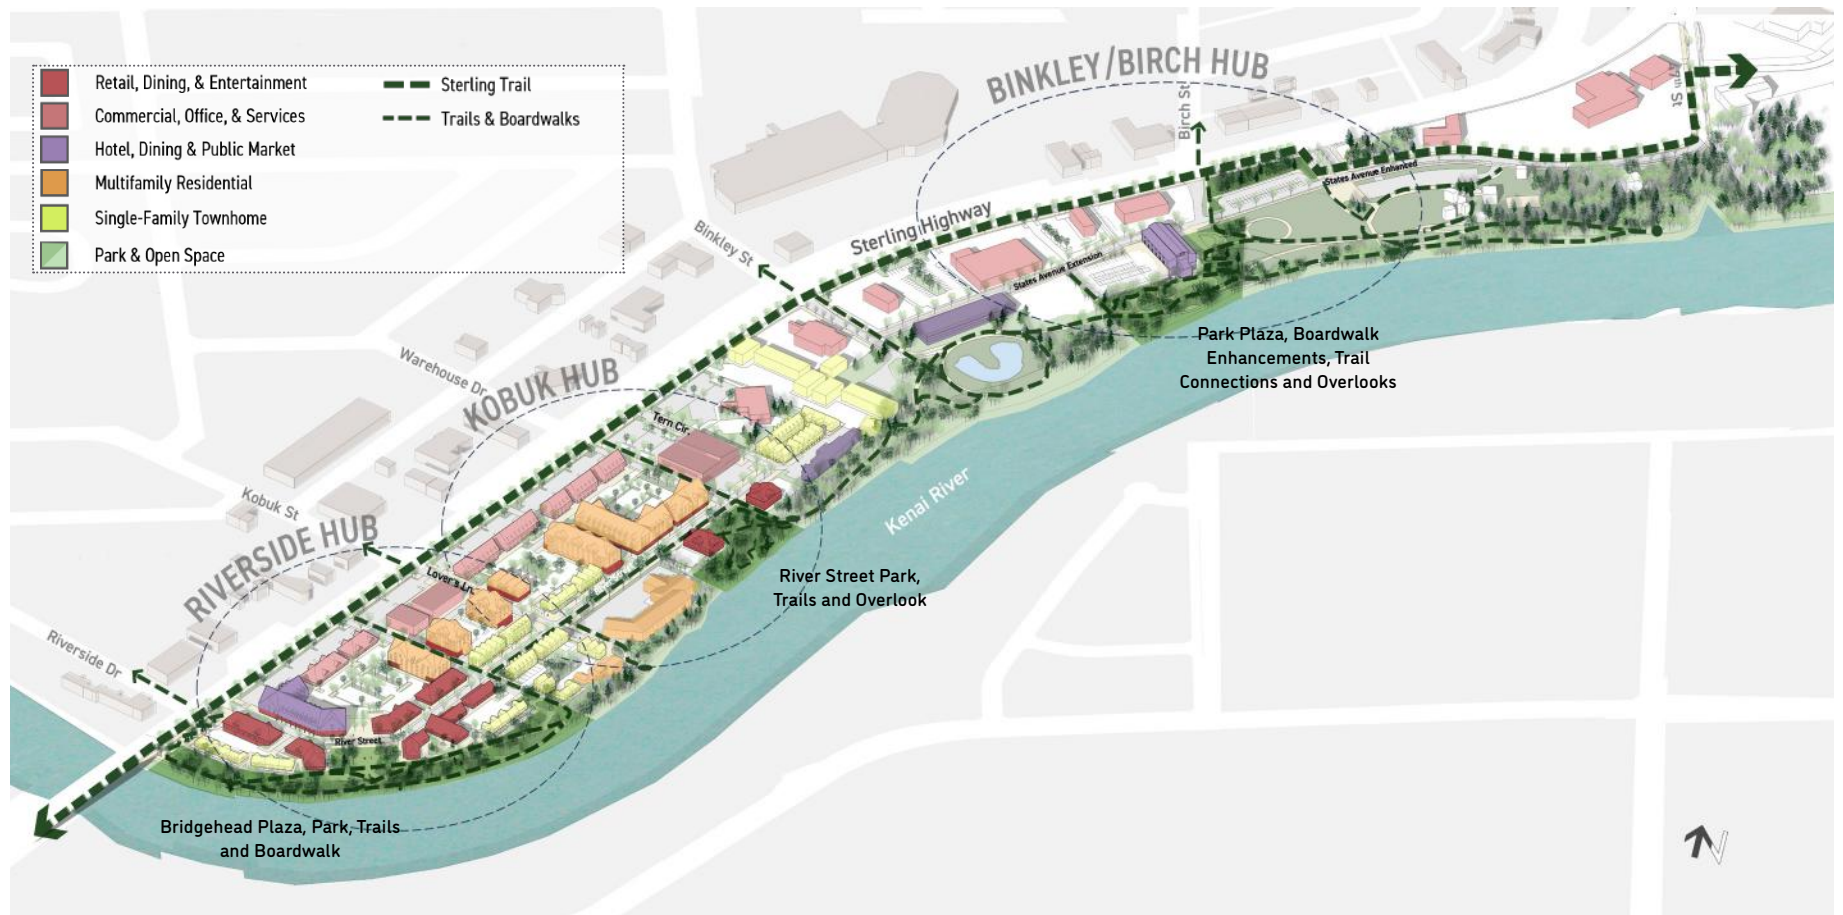 Retail, Dining, & Entertainment
Commercial, Office, & Services
Hotel, Dining & Public Market
Multifamily Residential
Single-Family Townhome
Park & Open Space
Sterling Trail
Trails & Boardwalks
BINKLEY/BIRCH HUB
Birch St
States Avenue Enhanced
Sterling Highway
Binkley St
States Avenue Extension
Park Plaza, Boardwalk
Enhancements, Trail
Connections and Overlooks
Warehouse Dr
KOBUK HUB
Tern Cir.
Kenai River
Kobuk St
RIVERSIDE HUB
Lover's Ln.
River Street Park,
Trails and Overlook
Riverside Dr
River Street
Bridgehead Plaza, Park, Trails
and Boardwalk
N